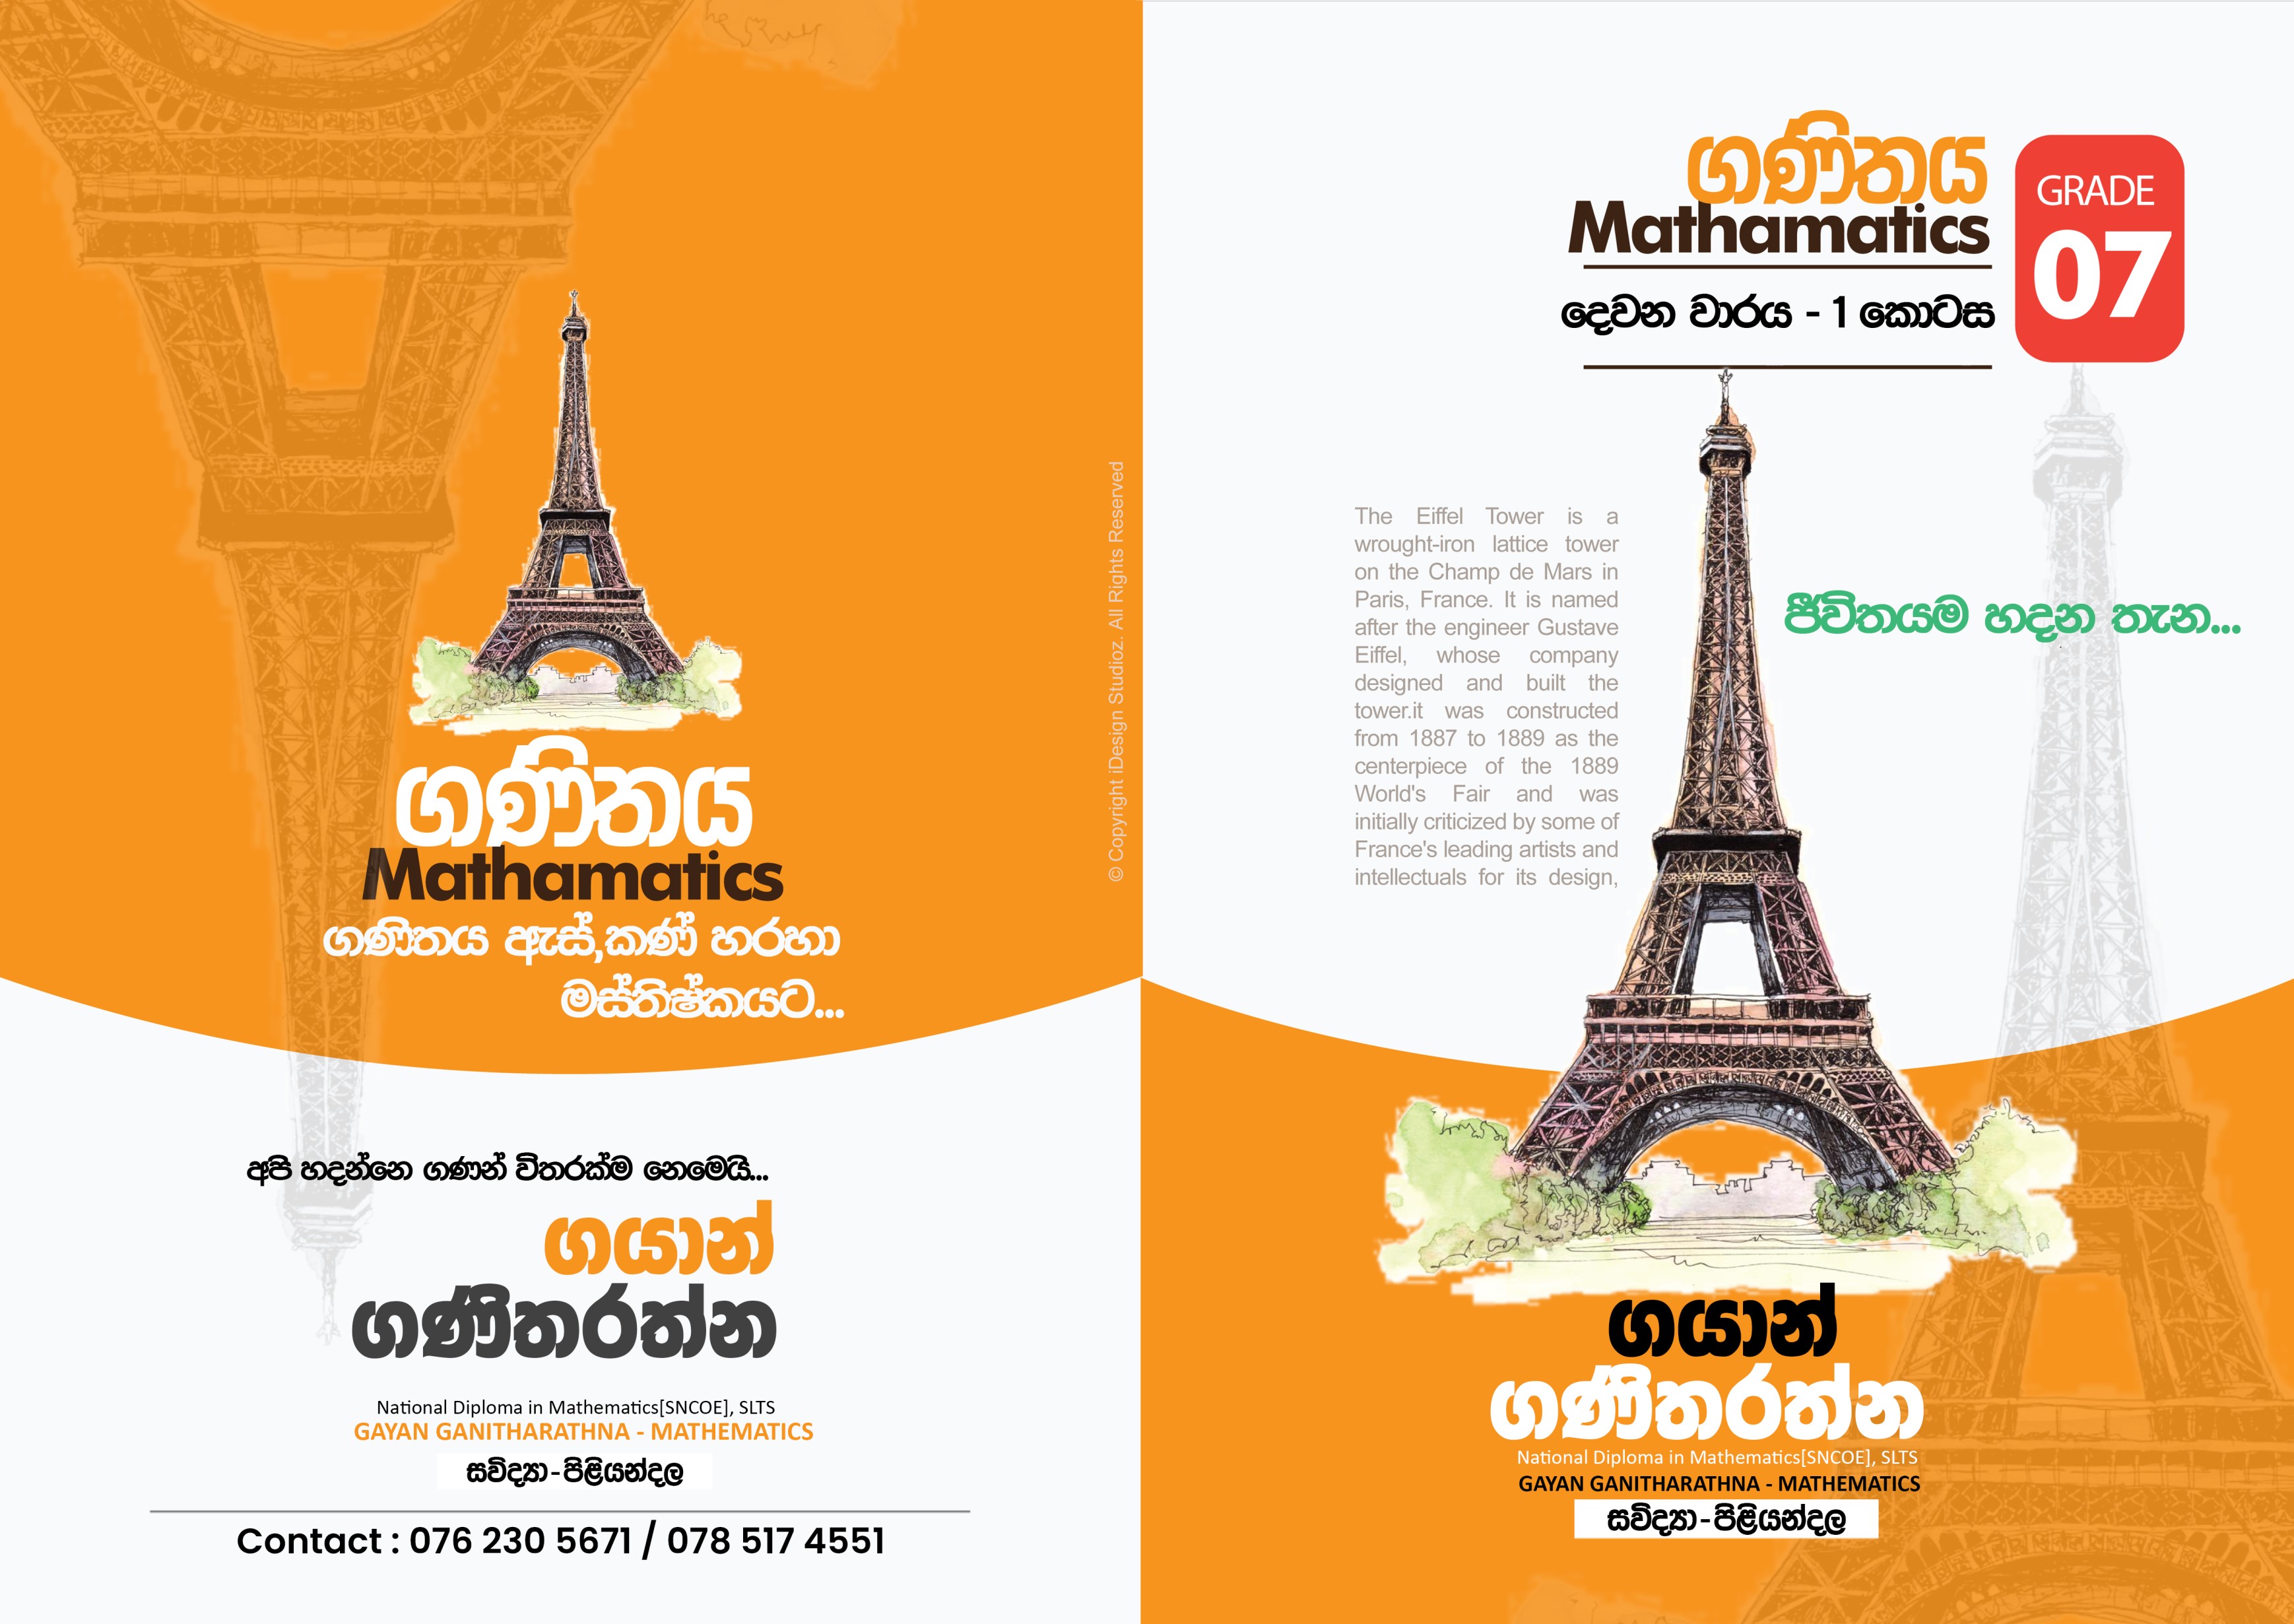 ගණිතය
Mathamatics
ගණිතය ඇස්,කණ් හරහා
මස්තිෂ්කයට...
අපි හදන්නෙ ගණන් විතරක්ම නෙමෙයි...
ගයාන්
ගණිතරත්න
National Diploma in Mathematics[SNCOE], SLTS
GAYAN GANITHARATHNA - MATHEMATICS
සවිද්‍යා-පිළියන්දල
Contact : 076 230 5671 / 078 517 4551
© Copyright iDesign Studioz. All Rights Reserved
ගණිතය
Mathamatics
දෙවන වාරය - 1 කොටස
GRADE
07
The Eiffel Tower is a
wrought-iron lattice tower
on the Champ de Mars in
Paris, France. It is named
after the engineer Gustave
Eiffel, whose company
designed and built the
tower.it was constructed
from 1887 to 1889 as the
centerpiece of the 1889
World's Fair and was
initially criticized by some of
France's leading artists and
intellectuals for its design,
ජීවිතයම හදන තැන...
ගයාන්
ගණිතරත්න
National Diploma in Mathematics[SNCOE], SLTS
GAYAN GANITHARATHNA - MATHEMATICS
සවිද්‍යා-පිළියන්දල